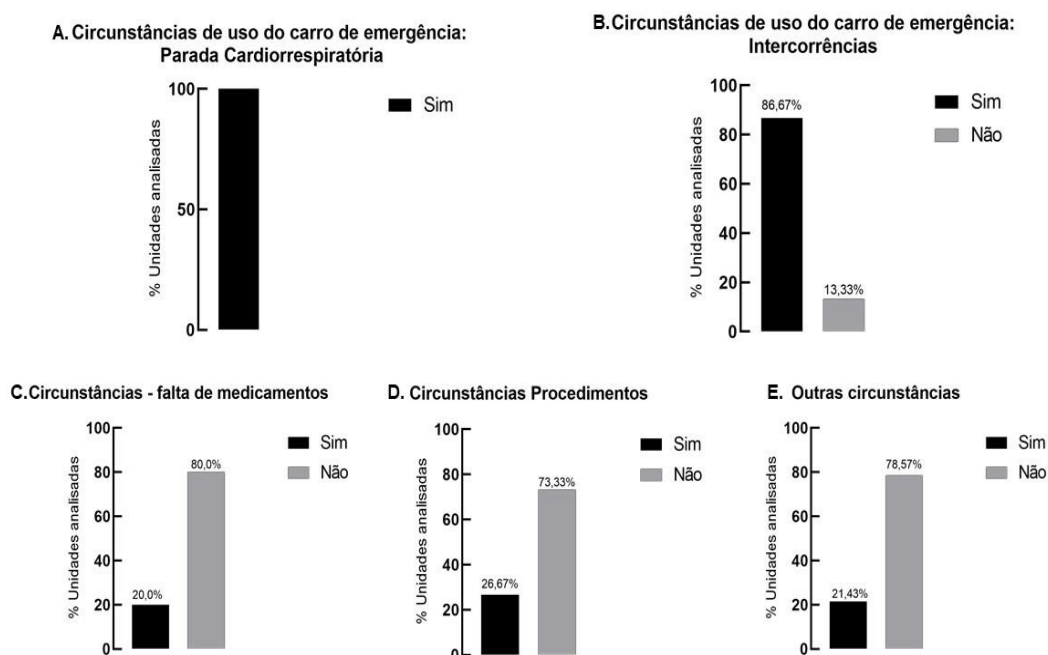 A. Circunstâncias de uso do carro de emergência:
Parada Cardiorrespiratória
% Unidades analisadas
100
50
0
Sim
B.Circunstâncias de uso do carro de emergência:
Intercorrências
% Unidades analisadas
100
80
60
40
20
0
86,67%
13,33%
Sim
Não
C.Circunstâncias - falta de medicamentos
% Unidades analisadas
100
80
60
40
20
0
20,0%
80,0%
Sim
Não
D. Circunstâncias Procedimentos
% Unidades analisadas
100
80
60
40
20
0
26,67%
73,33%
Sim
Não
E. Outras circunstâncias
% Unidades analisadas
100
80
60
40
20
0
21,43%
78,57%
Sim
Não